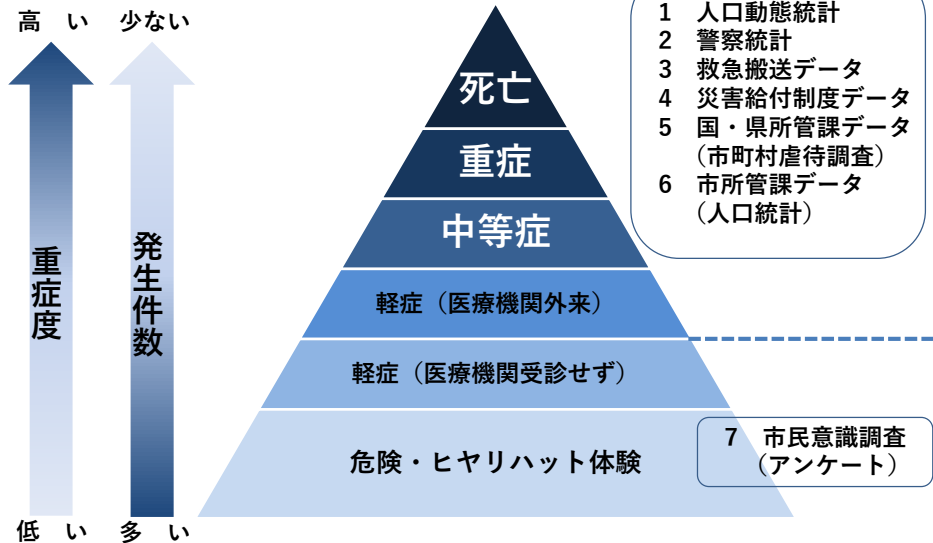 高　い　少ない
重症度
発生件数
低　い　多　い
死亡
重症
中等症
軽症（医療機関外来）
軽症（医療機関受診せず）
危険・ヒヤリハット体験
1　人口動態統計
2　警察統計
3　救急搬送データ
4　災害給付制度データ
5　国・県所管課データ
（市町村虐待調査）
6　市所管課データ
（人口統計）
7　市民意識調査
（アンケート）